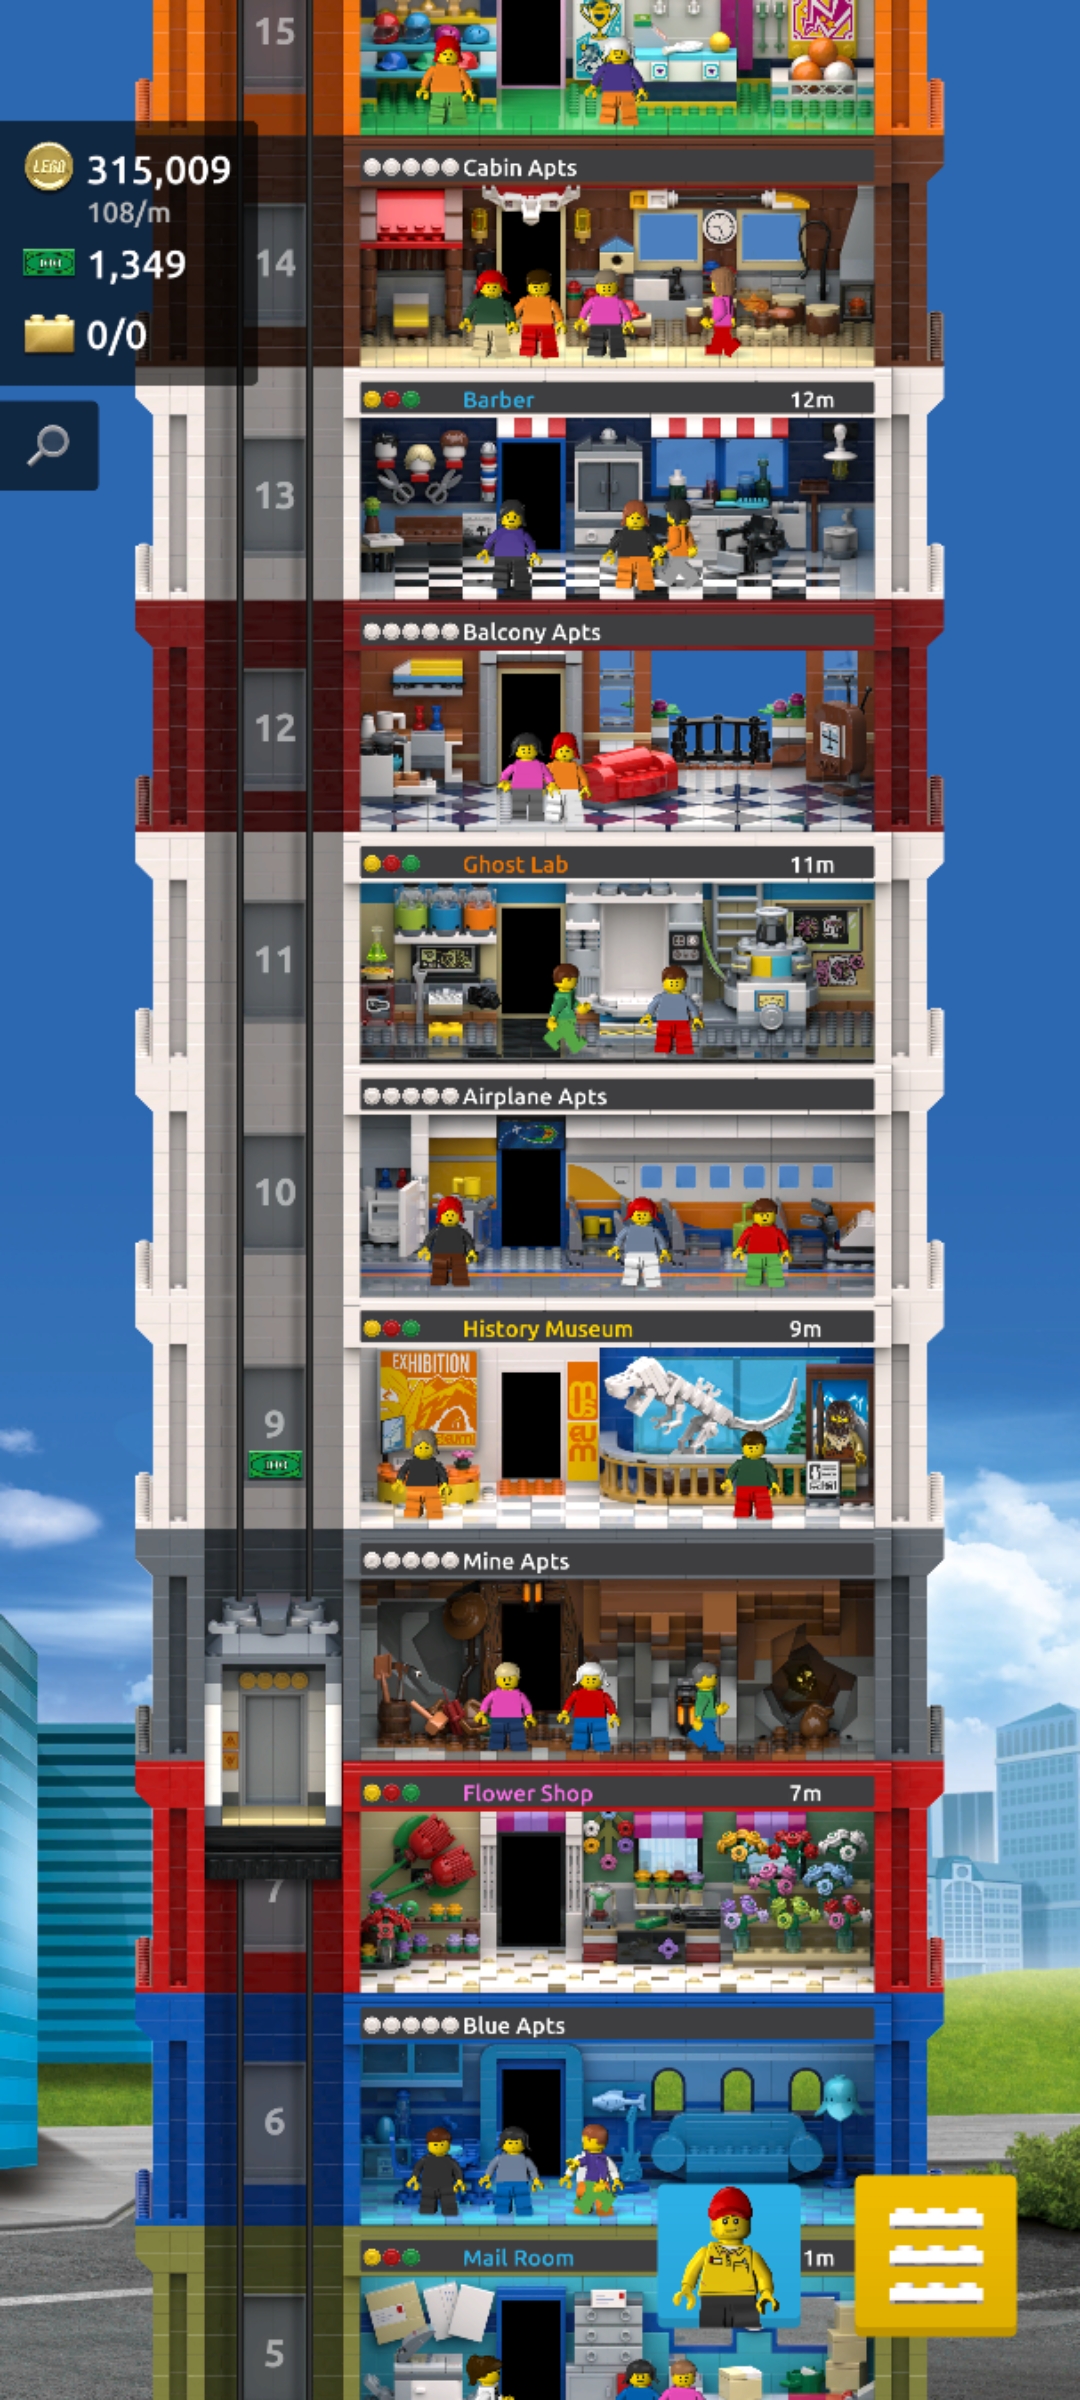 15
LEGO 315,009
108/m
1,349
0/0
Cabin Apts
14
Barber 12m
13
Balcony Apts
12
Ghost Lab 11m
11
Airplane Apts
10
History Museum 9m
EXHIBITION
MUSEUM
9
Mine Apts
Flower Shop 7m
7
Blue Apts
6
Mail Room 1m
5